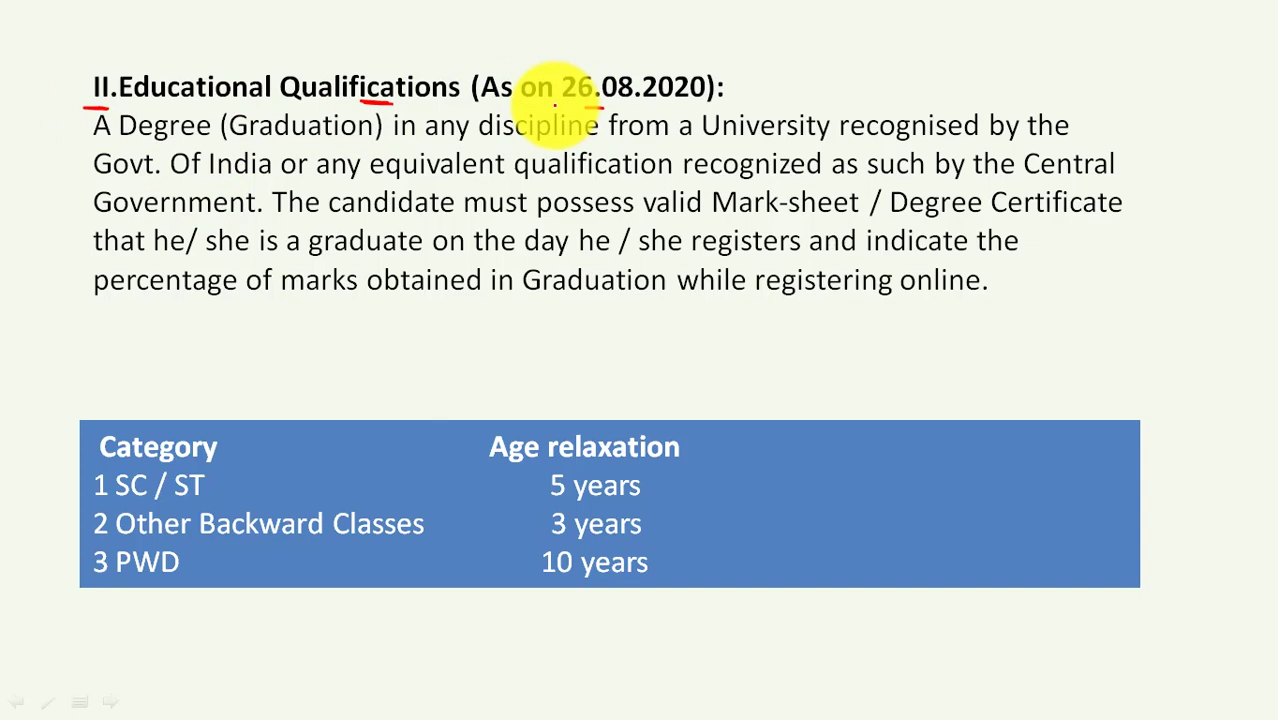 II.Educational Qualifications (As on 26.08.2020):
A Degree (Graduation) in any discipline from a University recognised by the
Govt. Of India or any equivalent qualification recognized as such by the Central
Government. The candidate must possess valid Mark-sheet / Degree Certificate
that he/ she is a graduate on the day he / she registers and indicate the
percentage of marks obtained in Graduation while registering online.
Category Age relaxation
1 SC / ST 5 years
2 Other Backward Classes 3 years
3 PWD 10 years